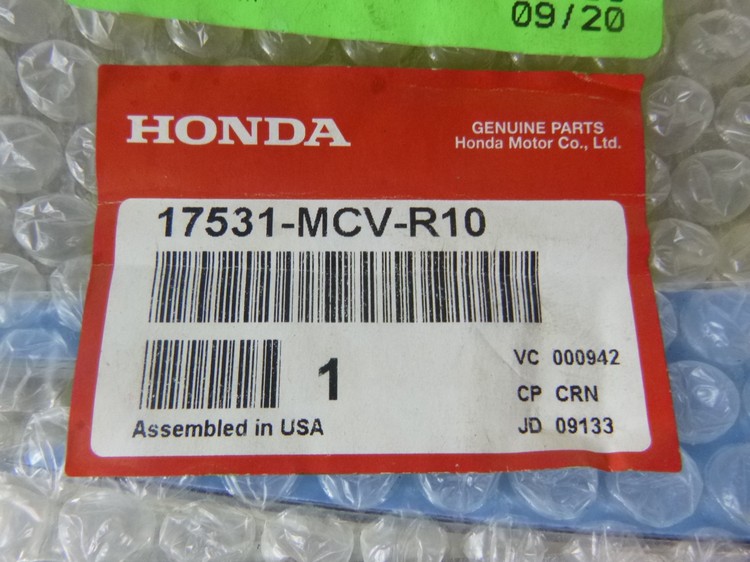 09/20
HONDA
GENUINE PARTS
Honda Motor Co., Ltd.
17531-MCV-R10
1
VC 000942
CP CRN
JD 09133
Assembled in USA